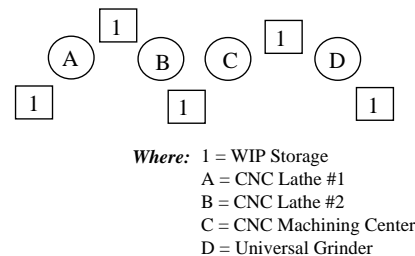 1 1
A B C D
1 1 1
Where: 1 = WIP Storage
A = CNC Lathe #1
B = CNC Lathe #2
C = CNC Machining Center
D = Universal Grinder